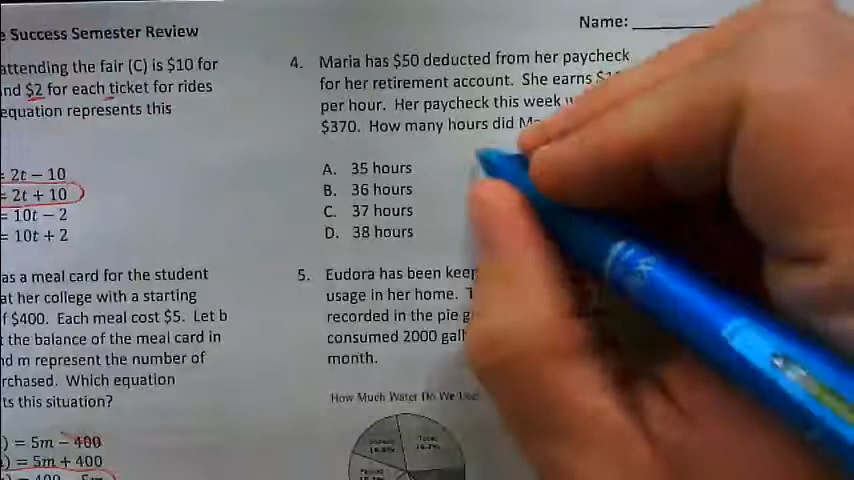 Success Semester Review
Name:
attending the fair (C) is $10 for
nd $2 for each ticket for rides
equation represents this
= 2t − 10
= 2t + 10
= 10t − 2
= 10t + 2
as a meal card for the student
at her college with a starting
f $400. Each meal cost $5. Let b
the balance of the meal card in
nd m represent the number of
rchased. Which equation
ts this situation?
) = 5m − 400
) = 5m + 400
4. Maria has $50 deducted from her paycheck
for her retirement account. She earns
per hour. Her paycheck this week
$370. How many hours did
A. 35 hours
B. 36 hours
C. 37 hours
D. 38 hours
5. Eudora has been keep
usage in her home.
recorded in the pie g
consumed 2000 gall
month.
How Much Water Do We Use